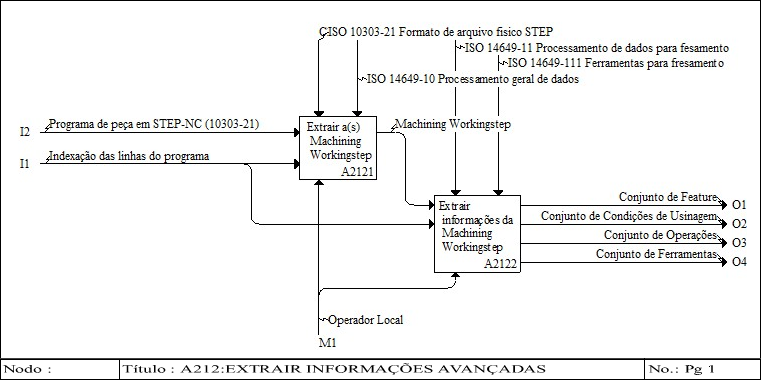 CISO 10303-21 Formato de arquivo fisico STEP
ISO 14649-11 Processamento de dados para fesamento
ISO 14649-111 Ferramentas para fresamento
ISO 14649-10 Processamento geral de dados
I2 Programa de peça em STEP-NC (10303-21)
Machining Workingstep
I1 Indexação das linhas do programa
Extrair a(s)
Machining
Workingstep
A2121
Extrair
informações da
Machining
Workingstep
A2122
Conjunto de Feature O1
Conjunto de Condições de Usinagem O2
Conjunto de Operações O3
Conjunto de Ferramentas O4
Operador Local
M1
Nodo : Título : A212:EXTRAIR INFORMAÇÕES AVANÇADAS No.: Pg 1